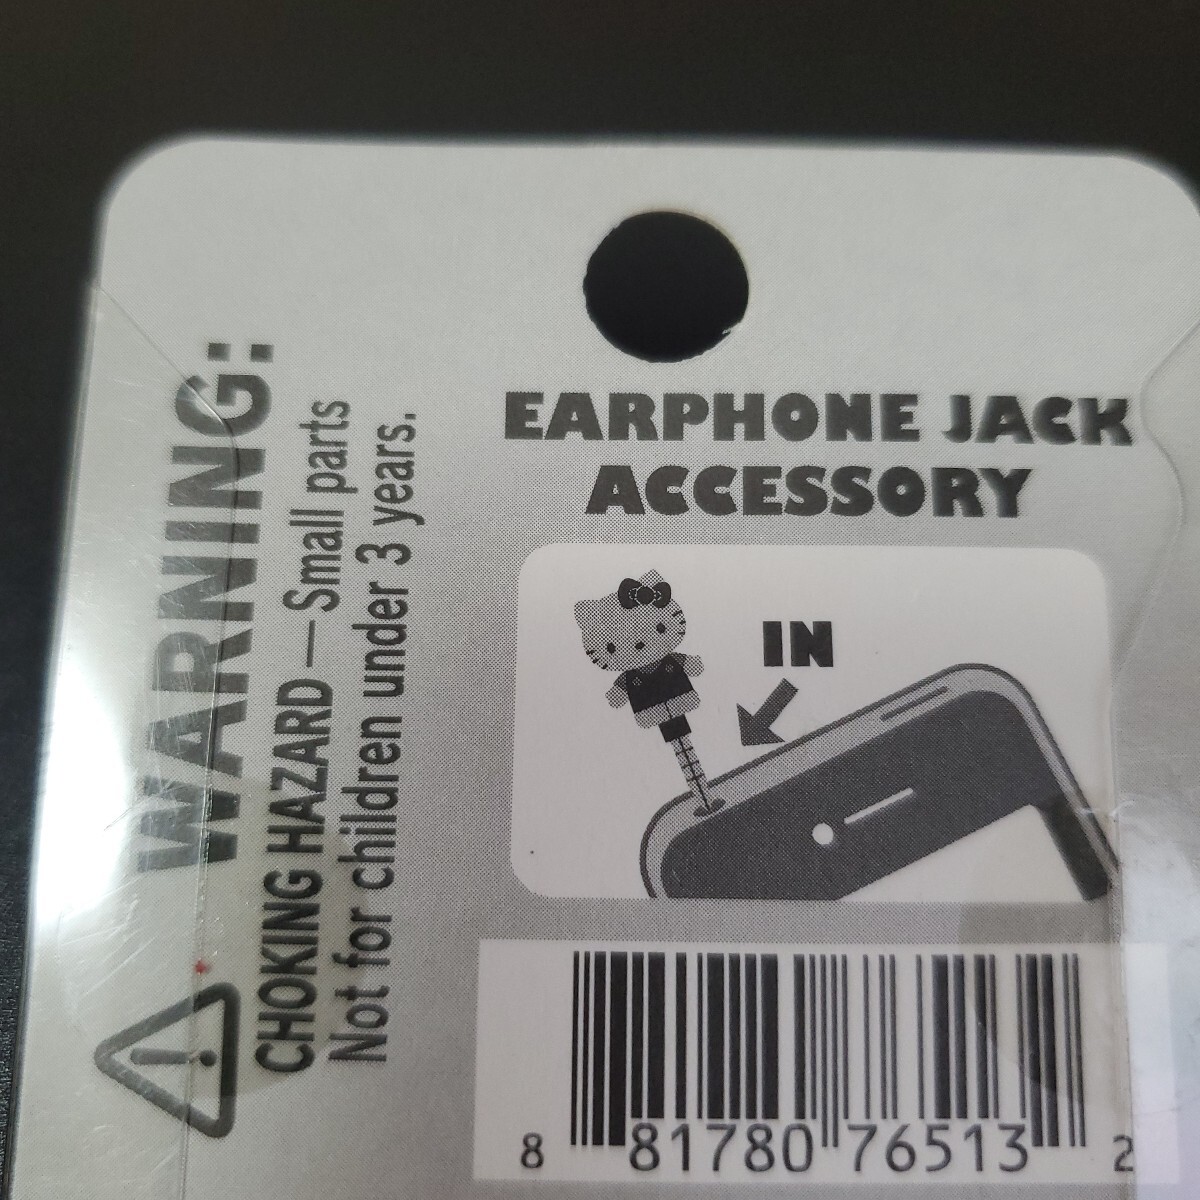 EARPHONE JACK
ACCESSORY
IN
WARNING:
CHOKING HAZARD—Small parts
Not for children under 3 years.
8 81780 76513 2